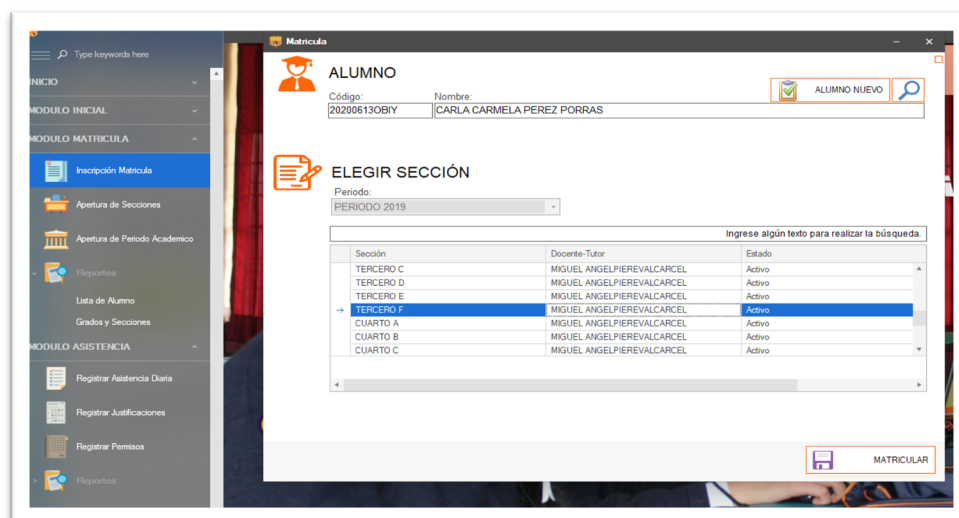 Type keywords here
INICIO
MODULO INICIAL
MODULO MATRICULA
Inscripción Matricula
Apertura de Secciones
Apertura de Periodo Academico
Reportes
Lista de Alumno
Grados y Secciones
MODULO ASISTENCIA
Registrar Asistencia Diaria
Registrar Justificaciones
Registrar Permisos
Reportes
Matricula
ALUMNO
Código: Nombre:
ALUMNO NUEVO
20200613OBIY CARLA CARMELA PEREZ PORRAS
ELEGIR SECCIÓN
Periodo:
PERIODO 2019
Ingrese algún texto para realizar la búsqueda.
Sección Docente-Tutor Estado
TERCERO C MIGUEL ANGELPIEREVALCARCEL Activo
TERCERO D MIGUEL ANGELPIEREVALCARCEL Activo
TERCERO E MIGUEL ANGELPIEREVALCARCEL Activo
TERCERO F MIGUEL ANGELPIEREVALCARCEL Activo
CUARTO A MIGUEL ANGELPIEREVALCARCEL Activo
CUARTO B MIGUEL ANGELPIEREVALCARCEL Activo
CUARTO C MIGUEL ANGELPIEREVALCARCEL Activo
MATRICULAR